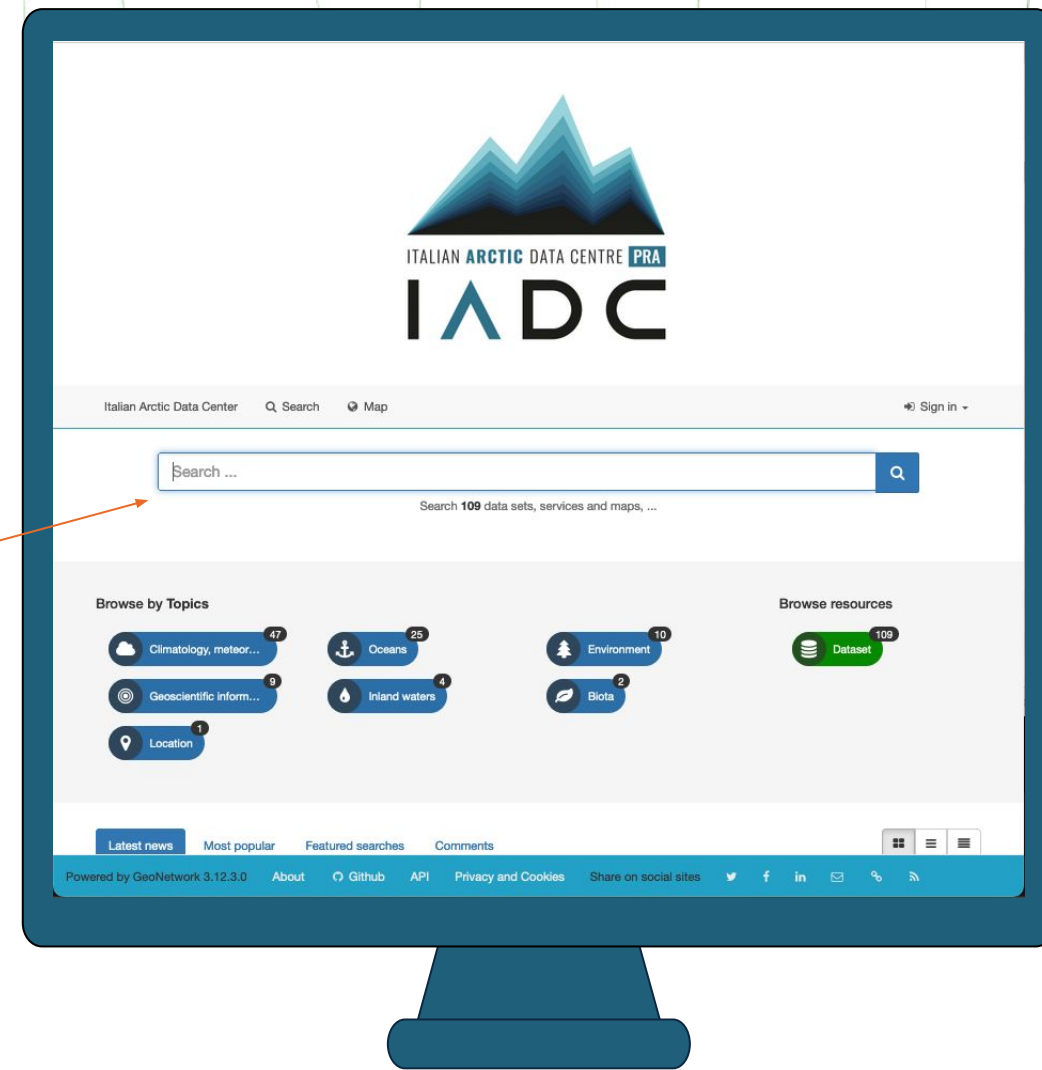 ITALIAN ARCTIC DATA CENTRE PRA
IADC
Italian Arctic Data Center Search Map Sign in
Search ...
Search 109 data sets, services and maps, ...
Browse by Topics Browse resources
Climatology, meteor... 47 Oceans 25 Environment 10 Dataset 109
Geoscientific inform... 9 Inland waters 4 Biota 2
Location 1
Latest news Most popular Featured searches Comments
Powered by GeoNetwork 3.12.3.0 About Github API Privacy and Cookies Share on social sites